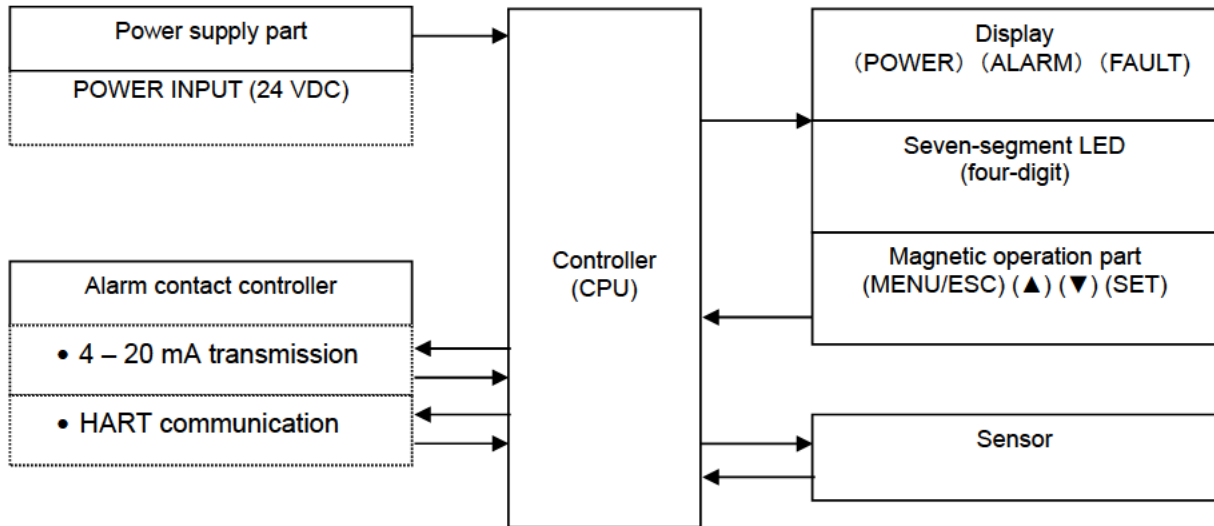 Power supply part
POWER INPUT (24 VDC)
Alarm contact controller
• 4 – 20 mA transmission
• HART communication
Controller
(CPU)
Display
（POWER）（ALARM）（FAULT）
Seven-segment LED
(four-digit)
Magnetic operation part
(MENU/ESC) (▲) (▼) (SET)
Sensor